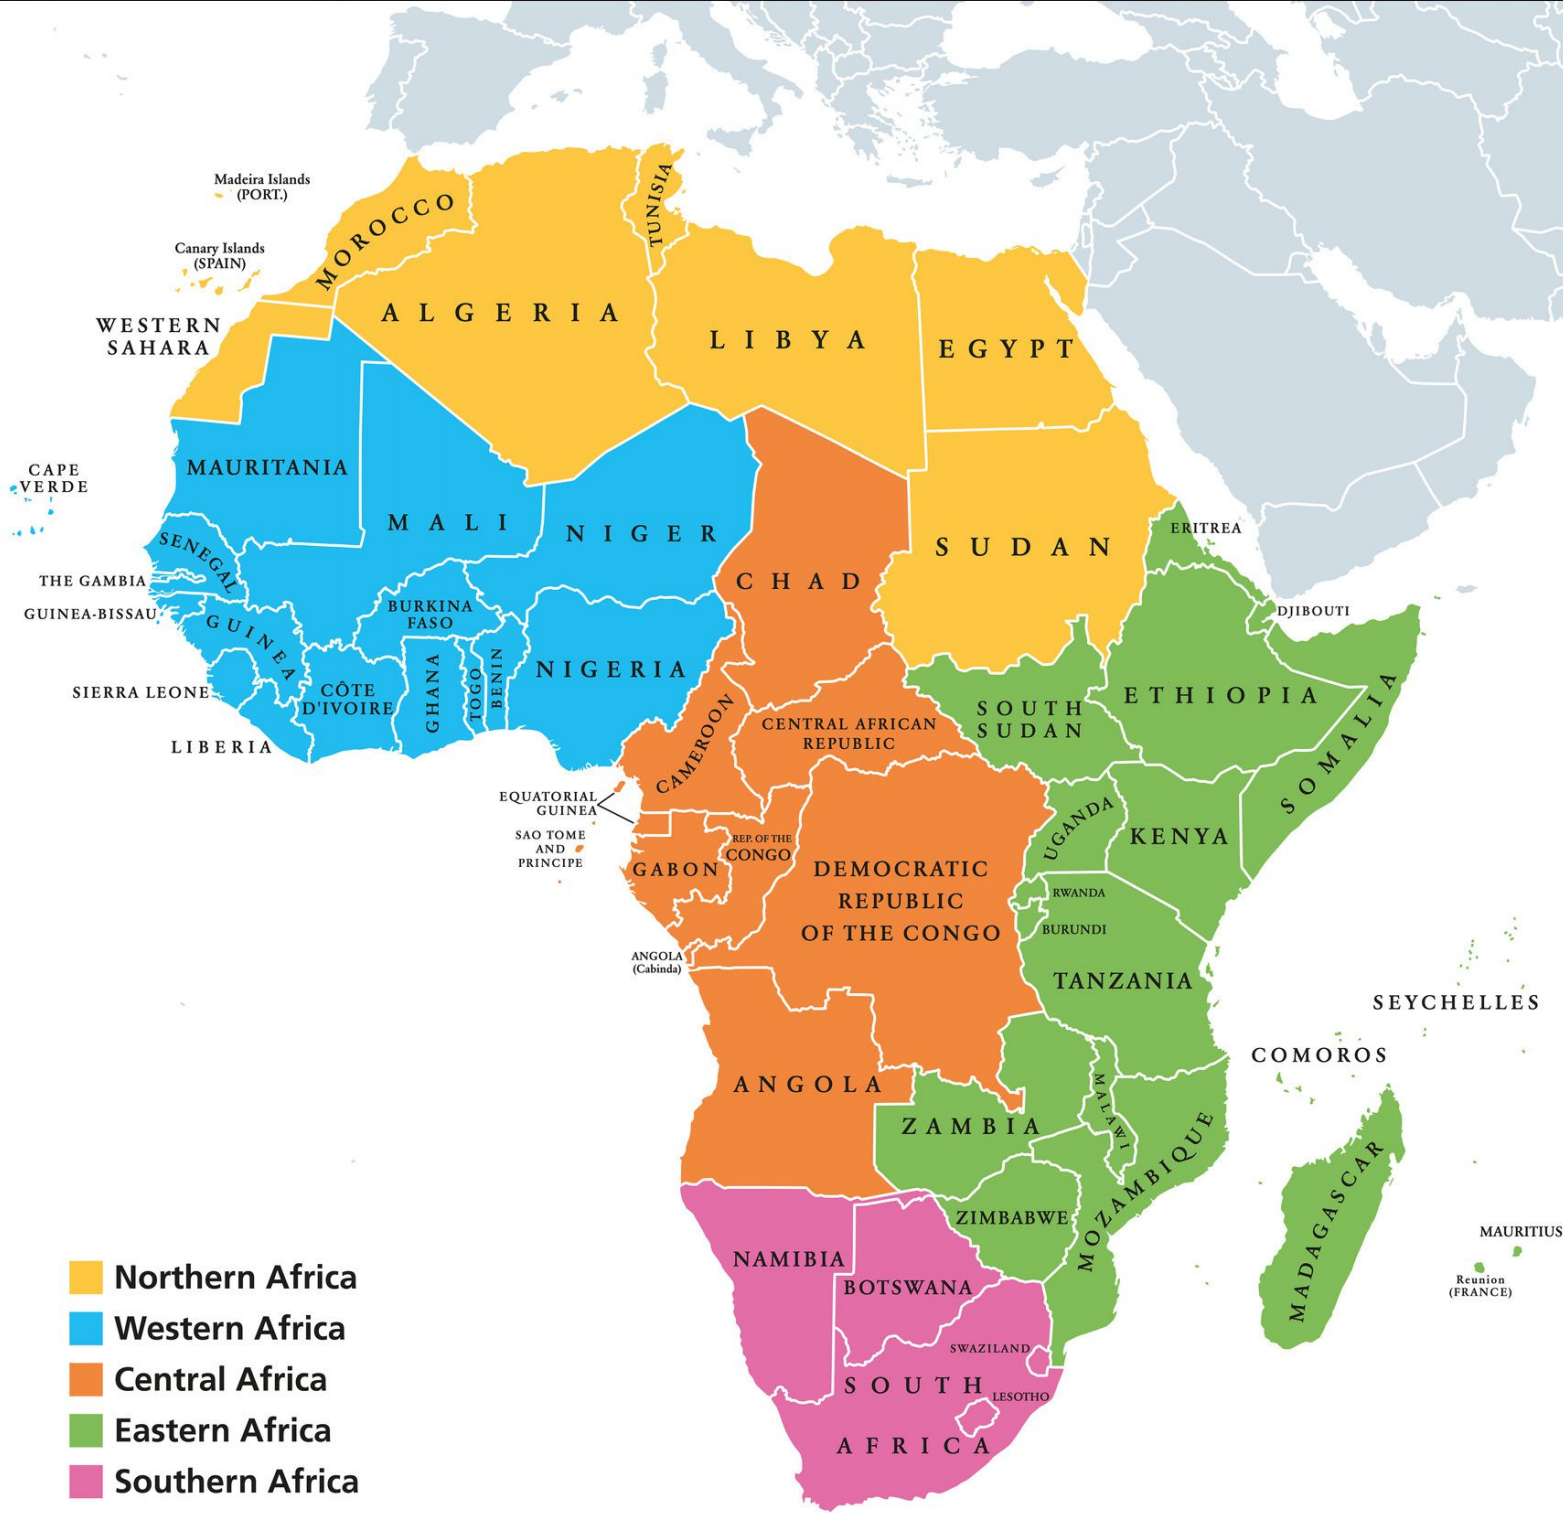 Madeira Islands
(PORT.)
Canary Islands
(SPAIN)
MOROCCO
TUNISIA
ALGERIA
LIBYA
EGYPT
WESTERN
SAHARA
CAPE
VERDE
MAURITANIA
MALI
NIGER
CHAD
SUDAN
ERITREA
DJIBOUTI
SENEGAL
THE GAMBIA
GUINEA-BISSAU
GUINEA
SIERRA LEONE
LIBERIA
CÔTE
D'IVOIRE
BURKINA
FASO
GHANA
TOGO
BENIN
NIGERIA
CAMEROON
CENTRAL AFRICAN
REPUBLIC
SOUTH
SUDAN
ETHIOPIA
SOMALIA
EQUATORIAL
GUINEA
SAO TOME
AND
PRINCIPE
GABON
REP. OF THE
CONGO
DEMOCRATIC
REPUBLIC
OF THE CONGO
UGANDA
KENYA
RWANDA
BURUNDI
TANZANIA
ANGOLA
(Cabinda)
SEYCHELLES
COMOROS
ANGOLA
ZAMBIA
MALAWI
MOZAMBIQUE
ZIMBABWE
MADAGASCAR
MAURITIUS
Reunion
(FRANCE)
NAMIBIA
BOTSWANA
SWAZILAND
LESOTHO
SOUTH
AFRICA
Northern Africa
Western Africa
Central Africa
Eastern Africa
Southern Africa